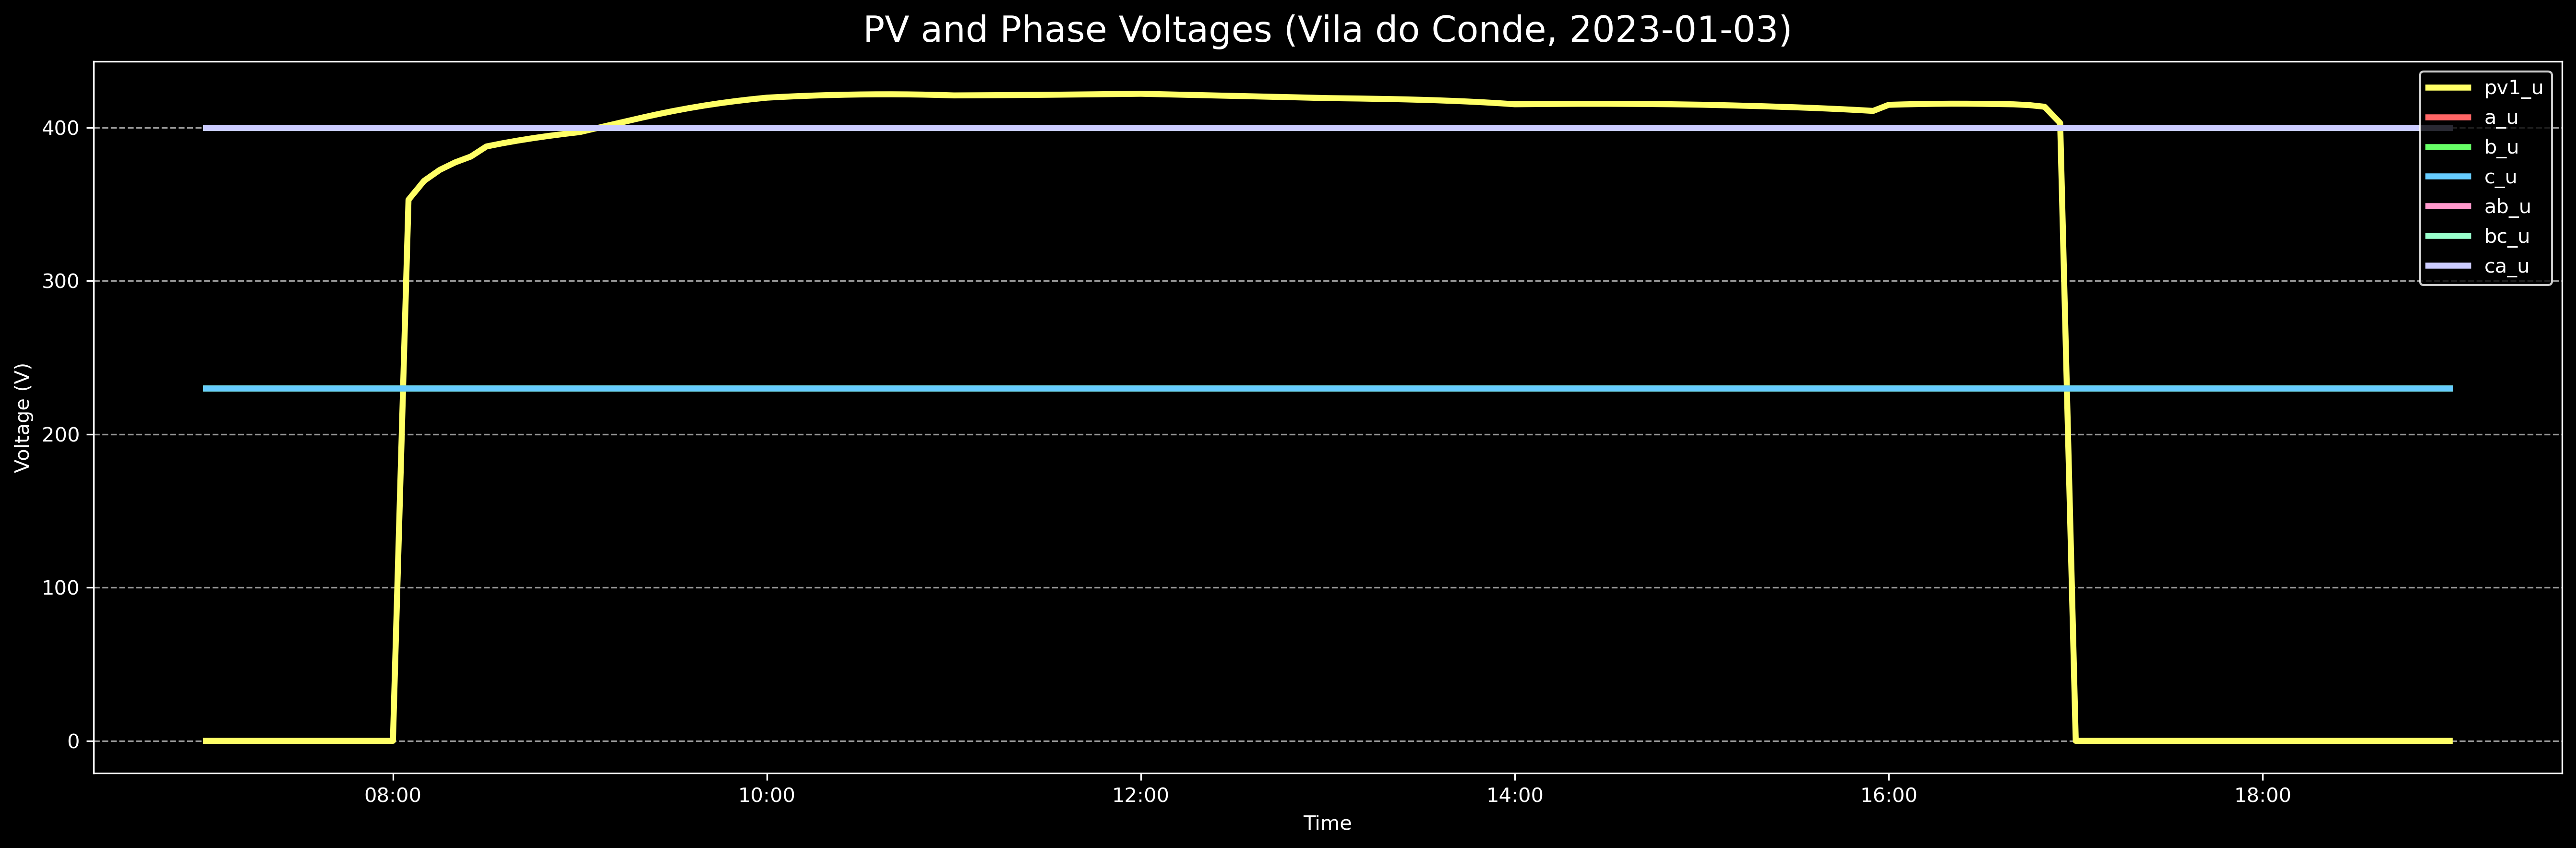 PV and Phase Voltages (Vila do Conde, 2023-01-03)
pv1_u
a_u
b_u
c_u
ab_u
bc_u
ca_u
400
300
200
100
0
Voltage (V)
08:00 10:00 12:00 14:00 16:00 18:00
Time